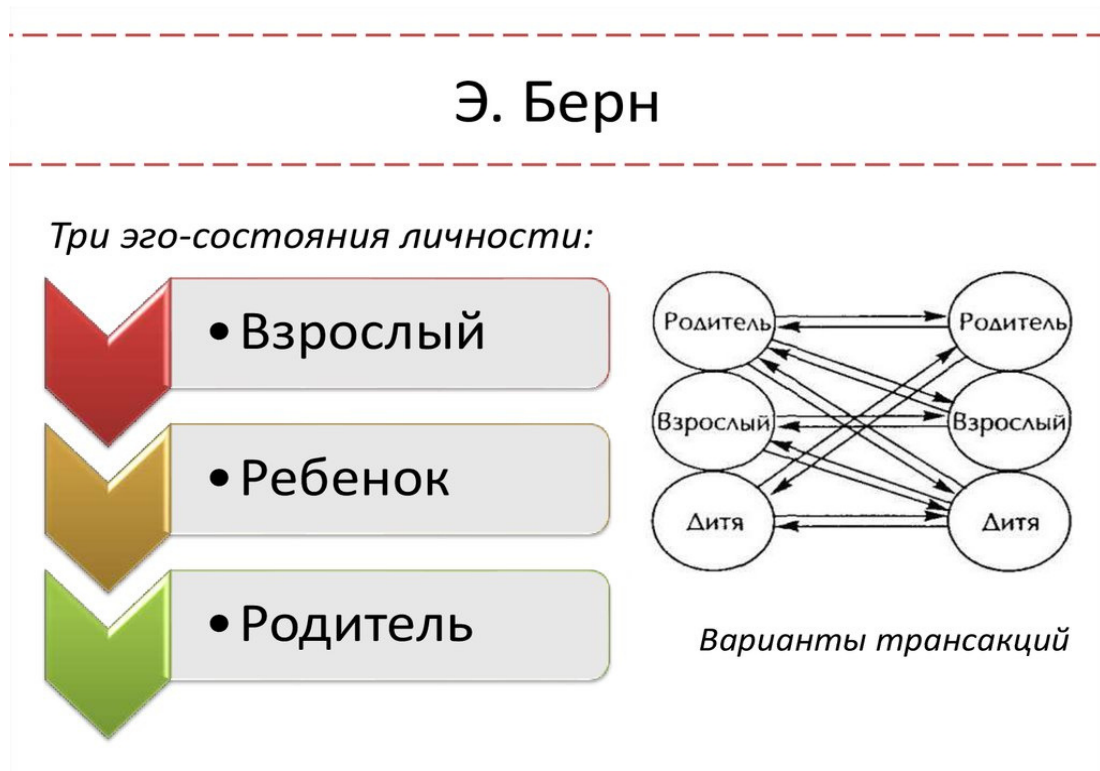 Э. Берн
Три эго-состояния личности:
• Взрослый
• Ребенок
• Родитель
Родитель Родитель
Взрослый Взрослый
Дитя Дитя
Варианты трансакций